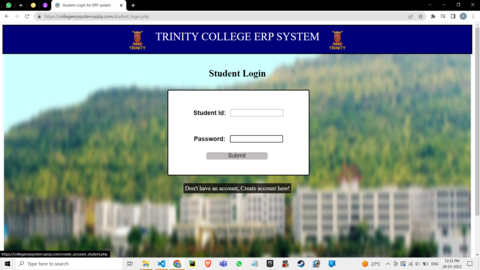 Student Login for ERP system
https://collegeerpsystem.epizy.com/student_login.php
TRINITY COLLEGE ERP SYSTEM
TRINITY
TRINITY
Student Login
Student id:
Password:
Submit
Don't have an account, Create account here!
https://collegeerpsystem.epizy.com/create_account_student.php
Type here to search
27°C
ENG
12:33 PM
28-01-2023